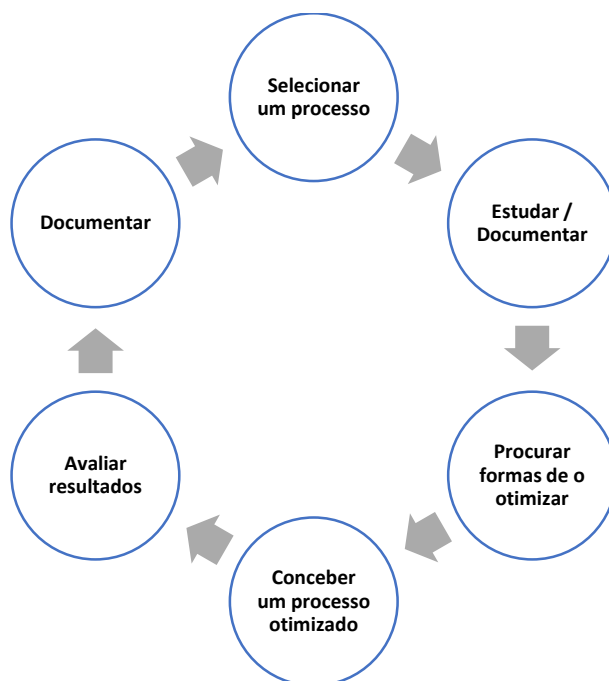 Selecionar
um processo
Estudar /
Documentar
Procurar
formas de o
otimizar
Conceber
um processo
otimizado
Avaliar
resultados
Documentar